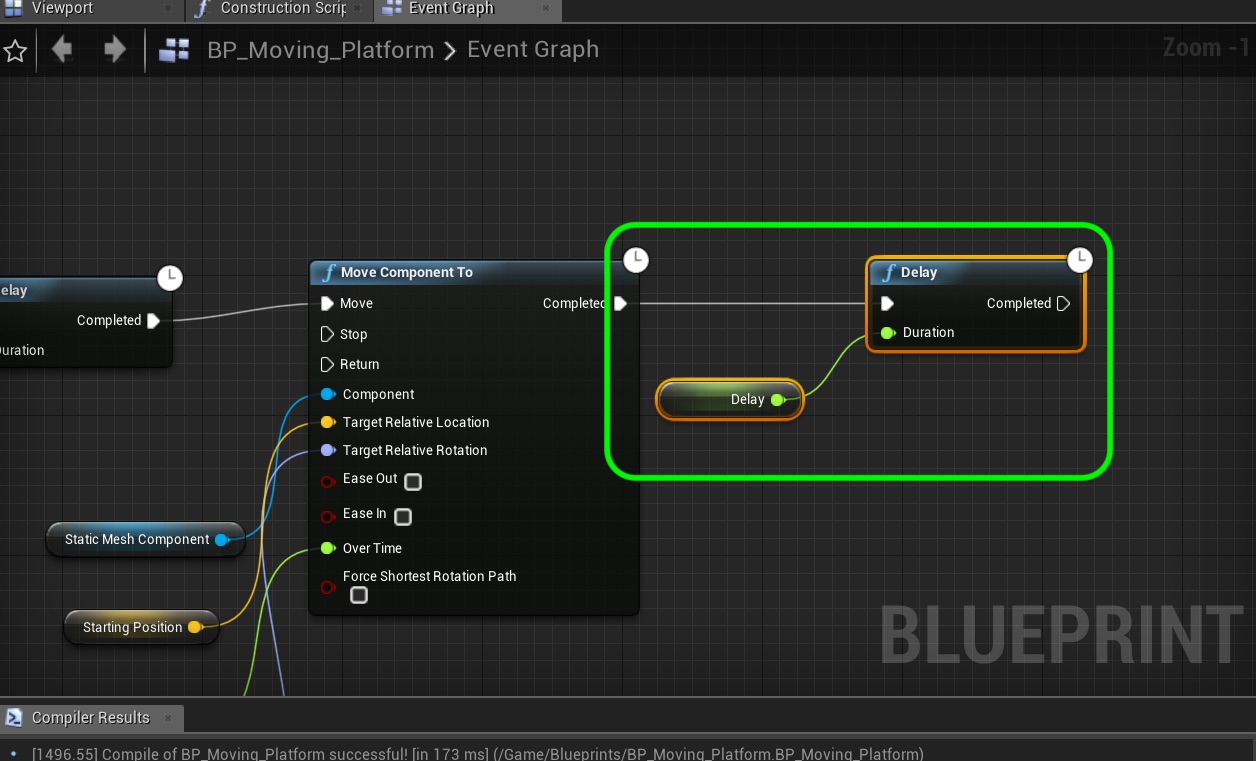 Viewport
Construction Scrip
Event Graph
BP_Moving_Platform
Event Graph
Zoom -1
elay
Completed
Duration
Move Component To
Move
Completed
Stop
Return
Component
Target Relative Location
Target Relative Rotation
Ease Out
Ease In
Over Time
Force Shortest Rotation Path
Delay
Completed
Duration
Delay
Static Mesh Component
Starting Position
BLUEPRINT
Compiler Results
[1496.55] Compile of BP_Moving_Platform successful! [in 173 ms] (/Game/Blueprints/BP_Moving_Platform.BP_Moving_Platform)